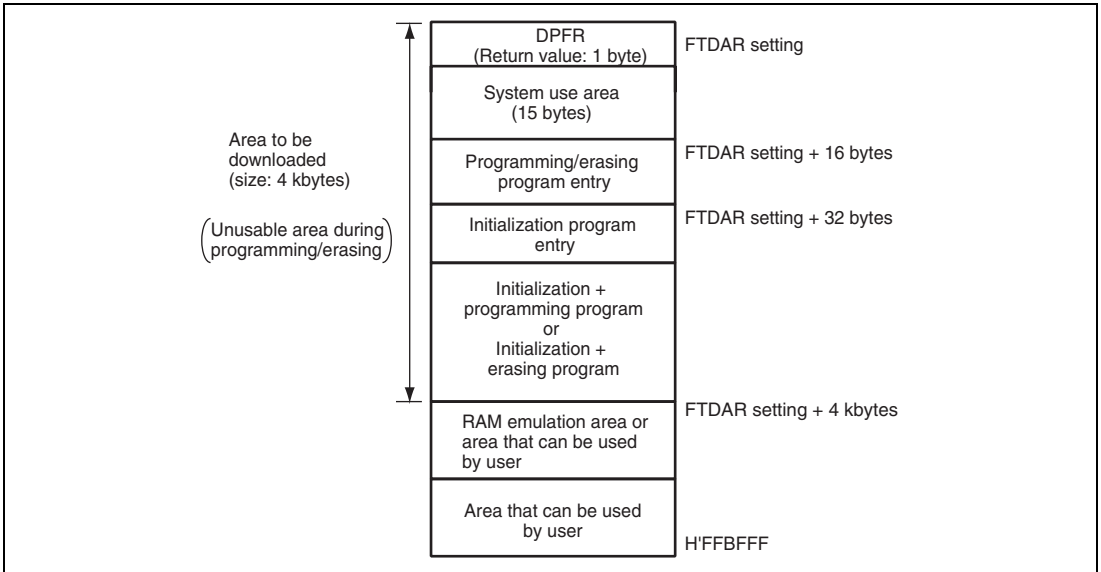 DPFR
(Return value: 1 byte)
FTDAR setting
System use area
(15 bytes)
Area to be
downloaded
(size: 4 kbytes)
(Unusable area during
programming/erasing)
Programming/erasing
program entry
FTDAR setting + 16 bytes
Initialization program
entry
FTDAR setting + 32 bytes
Initialization +
programming program
or
Initialization +
erasing program
RAM emulation area or
area that can be used
by user
FTDAR setting + 4 kbytes
Area that can be used
by user
H'FFBFFF